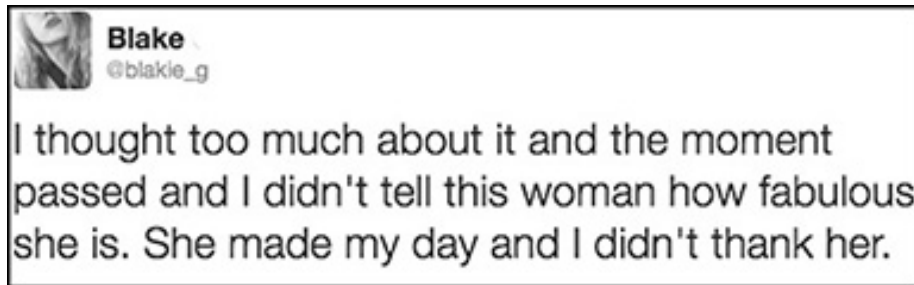 Blake
@blakie_g
I thought too much about it and the moment
passed and I didn't tell this woman how fabulous
she is. She made my day and I didn't thank her.